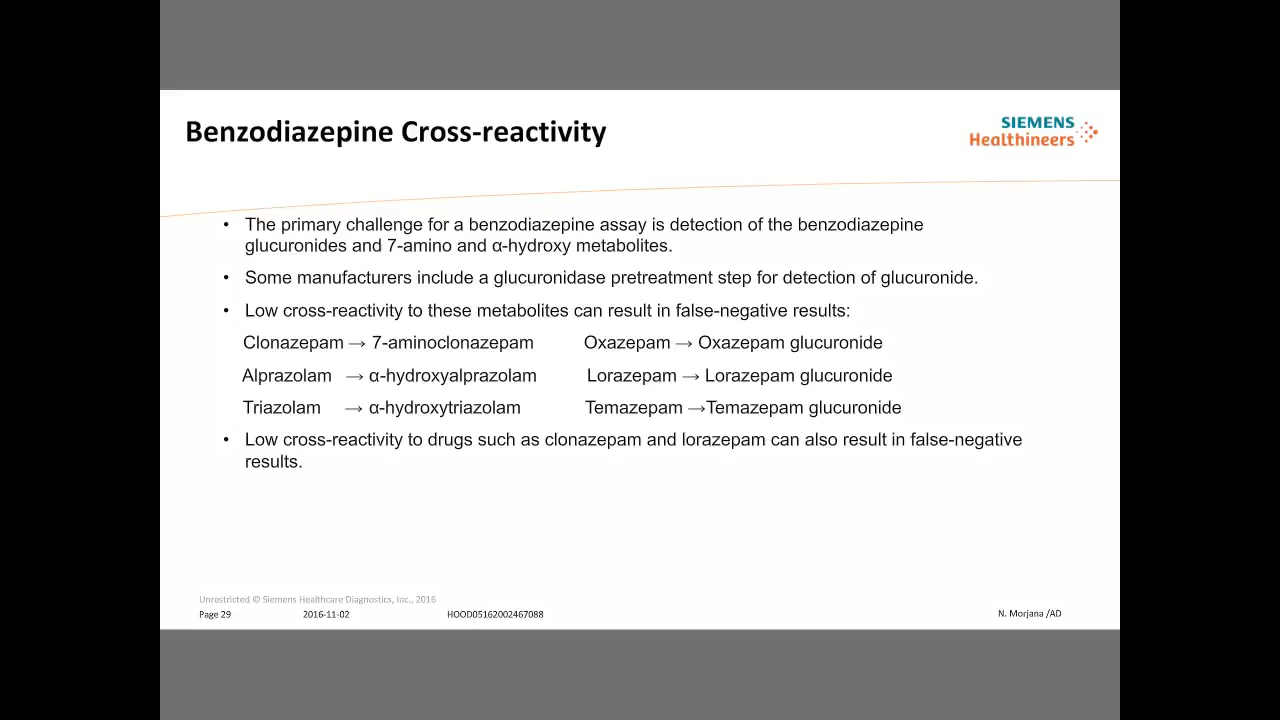 Benzodiazepine Cross-reactivity
SIEMENS
Healthineers
• The primary challenge for a benzodiazepine assay is detection of the benzodiazepine
glucuronides and 7-amino and α-hydroxy metabolites.
• Some manufacturers include a glucuronidase pretreatment step for detection of glucuronide.
• Low cross-reactivity to these metabolites can result in false-negative results:
Clonazepam → 7-aminoclonazepam Oxazepam → Oxazepam glucuronide
Alprazolam → α-hydroxyalprazolam Lorazepam → Lorazepam glucuronide
Triazolam → α-hydroxytriazolam Temazepam →Temazepam glucuronide
• Low cross-reactivity to drugs such as clonazepam and lorazepam can also result in false-negative
results.
Unrestricted © Siemens Healthcare Diagnostics, Inc., 2016
Page 29 2016-11-02 HOOD05162002467088 N. Morjana /AD